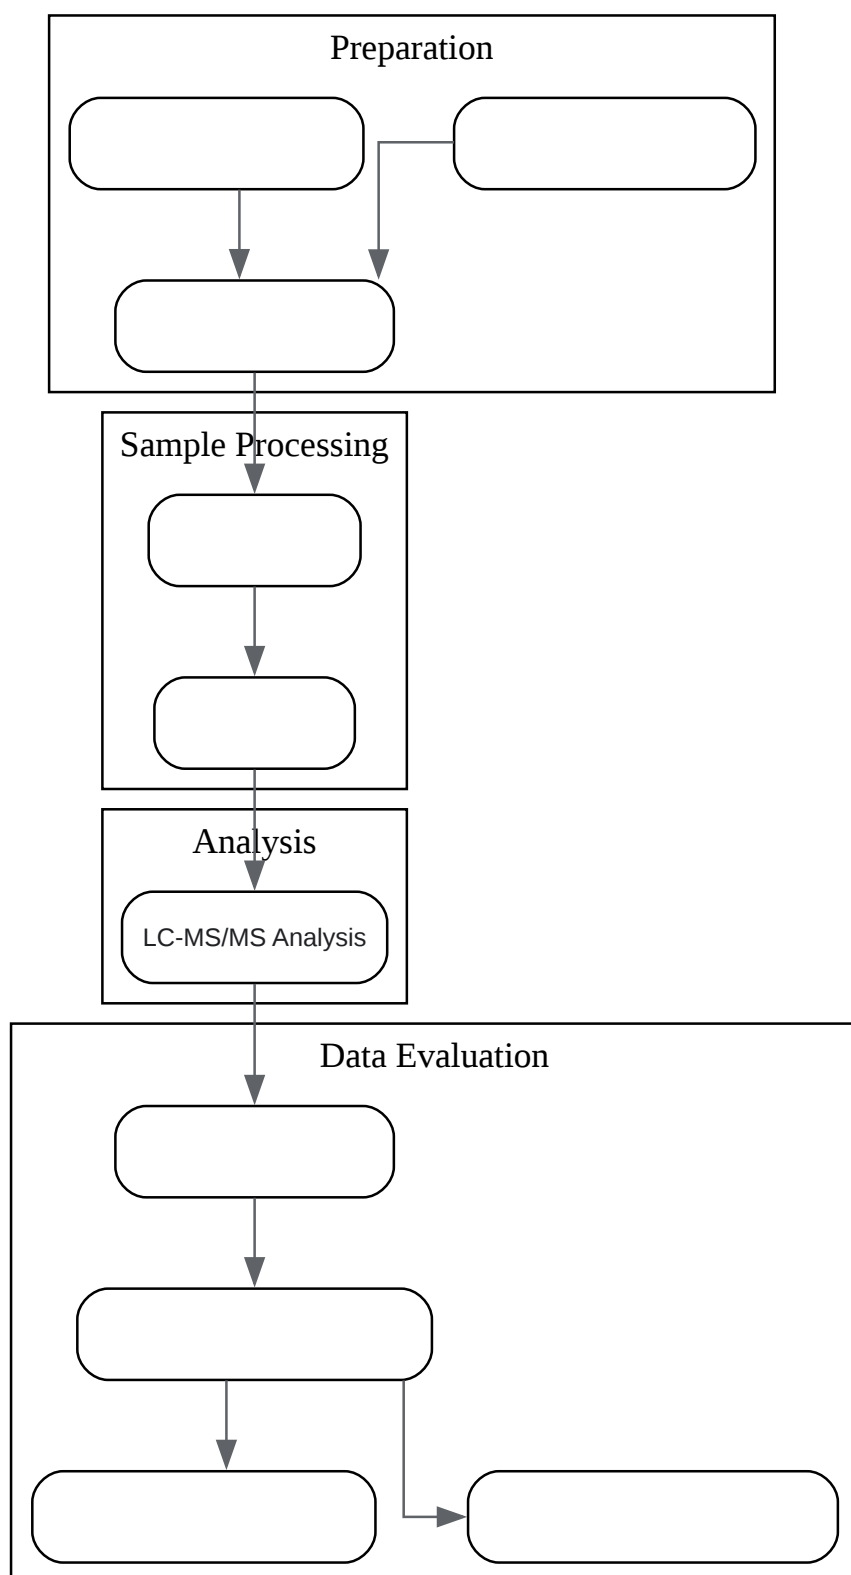 Preparation
Sample Processing
Analysis
LC-MS/MS Analysis
Data Evaluation